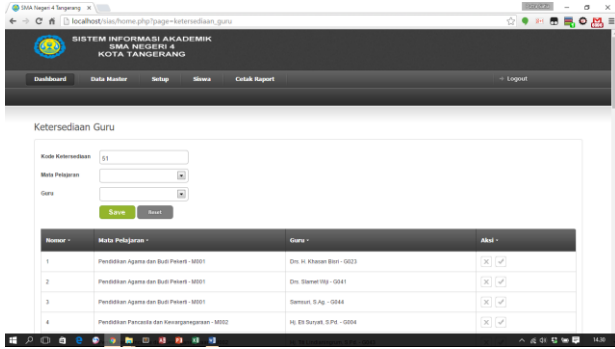 SMA Negeri 4 Tangerang
localhost/sias/home.php?page=ketersediaan_guru
SISTEM INFORMASI AKADEMIK
SMA NEGERI 4
KOTA TANGERANG
Dashboard Data Master Setup Siswa Cetak Raport Logout
Ketersediaan Guru
Kode Ketersediaan 51
Mata Pelajaran
Guru
Save Reset
Nomor Mata Pelajaran Guru Aksi
1 Pendidikan Agama dan Budi Pekerti - M001 Drs. H. Khasan Bisri - G023
2 Pendidikan Agama dan Budi Pekerti - M001 Drs. Slamet Wiji - G041
3 Pendidikan Agama dan Budi Pekerti - M001 Samsuri, S.Ag. - G044
4 Pendidikan Pancasila dan Kewarganegaraan - M002 Hj. Eti Suryati, S.Pd. - G004
14.30